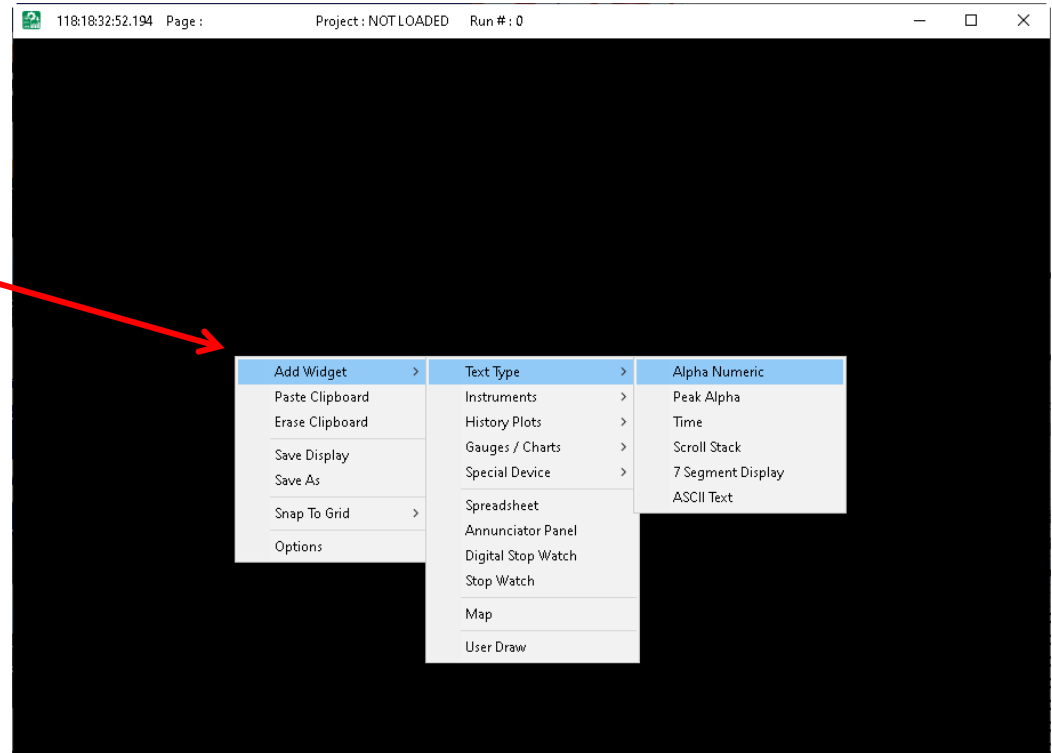 118:18:32:52.194 Page : Project : NOT LOADED Run # : 0
Add Widget
Paste Clipboard
Erase Clipboard
Save Display
Save As
Snap To Grid
Options
Text Type
Instruments
History Plots
Gauges / Charts
Special Device
Spreadsheet
Annunciator Panel
Digital Stop Watch
Stop Watch
Map
User Draw
Alpha Numeric
Peak Alpha
Time
Scroll Stack
7 Segment Display
ASCII Text